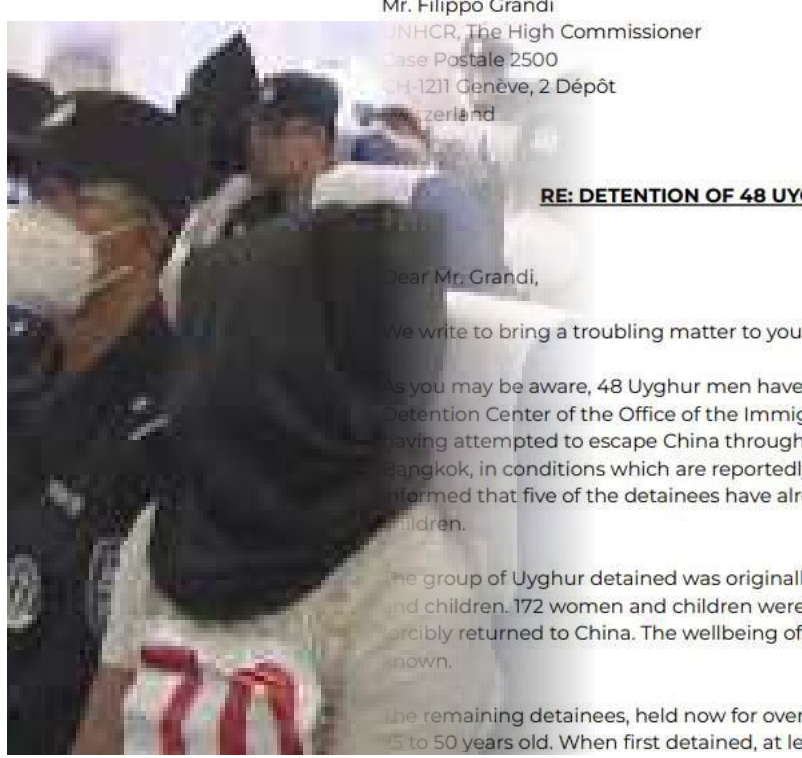 Mr. Filippo Grandi
UNHCR, The High Commissioner
Case Postale 2500
CH-1211 Genève, 2 Dépôt
Switzerland
RE: DETENTION OF 48 UYG
Dear Mr. Grandi,
We write to bring a troubling matter to you
As you may be aware, 48 Uyghur men have
Detention Center of the Office of the Immig
having attempted to escape China through
Bangkok, in conditions which are reportedly
informed that five of the detainees have alr
children.
The group of Uyghur detained was originall
and children. 172 women and children were
forcibly returned to China. The wellbeing of
known.
The remaining detainees, held now for over
25 to 50 years old. When first detained, at le
70